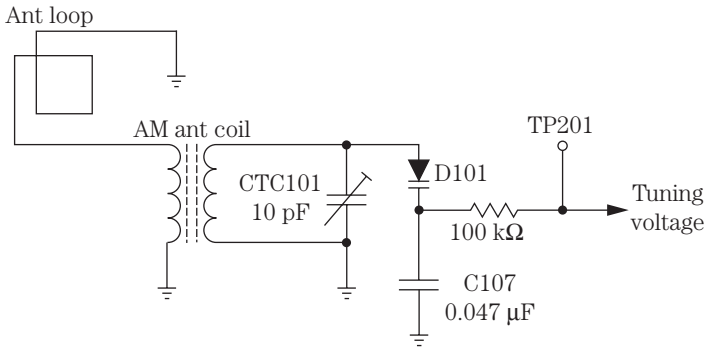 Ant loop
AM ant coil
CTC101
10 pF
D101
TP201
100 kΩ
Tuning
voltage
C107
0.047 μF